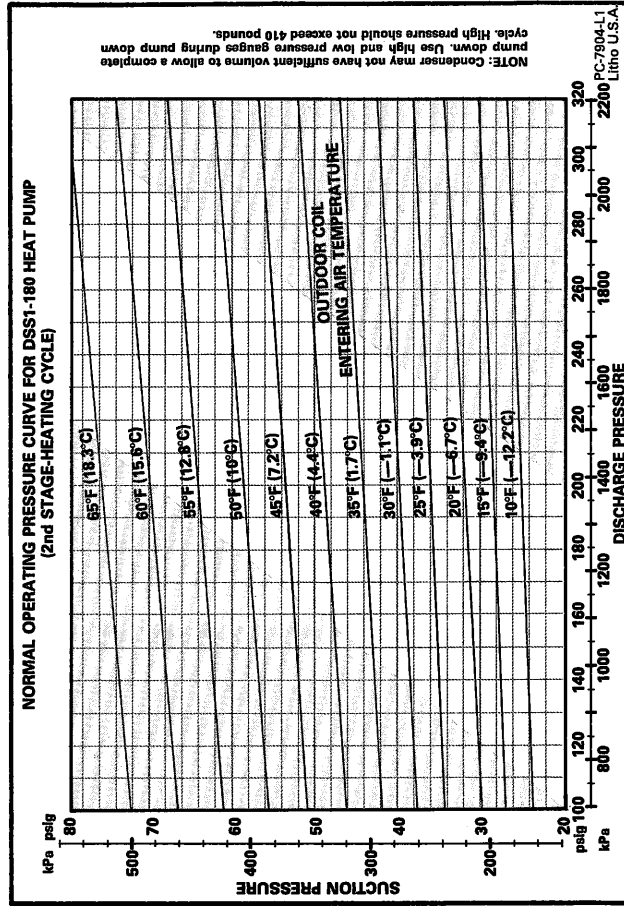 NORMAL OPERATING PRESSURE CURVE FOR DSS1-180 HEAT PUMP
(2nd STAGE-HEATING CYCLE)
kPa psig
80
500
70
60
50
300
40
30
200
20
SUCTION PRESSURE
65°F (18.3°C)
60°F (15.6°C)
55°F (12.8°C)
50°F (10°C)
45°F (7.2°C)
40°F (4.4°C)
35°F (1.7°C)
30°F (—1.1°C)
25°F (—3.9°C)
20°F (—6.7°C)
15°F (—9.4°C)
10°F (—12.2°C)
OUTDOOR COIL
ENTERING AIR TEMPERATURE
psig 100 120 140 160 180 200 220 240 260 280 300 320
kPa 800 1000 1200 1400 1600 1800 2000 2200
DISCHARGE PRESSURE
NOTE: Condenser may not have sufficient volume to allow a complete
pump down. Use high and low pressure gauges during pump down
cycle. High pressure should not exceed 410 pounds.
PC-7904-L1
Litho U.S.A.